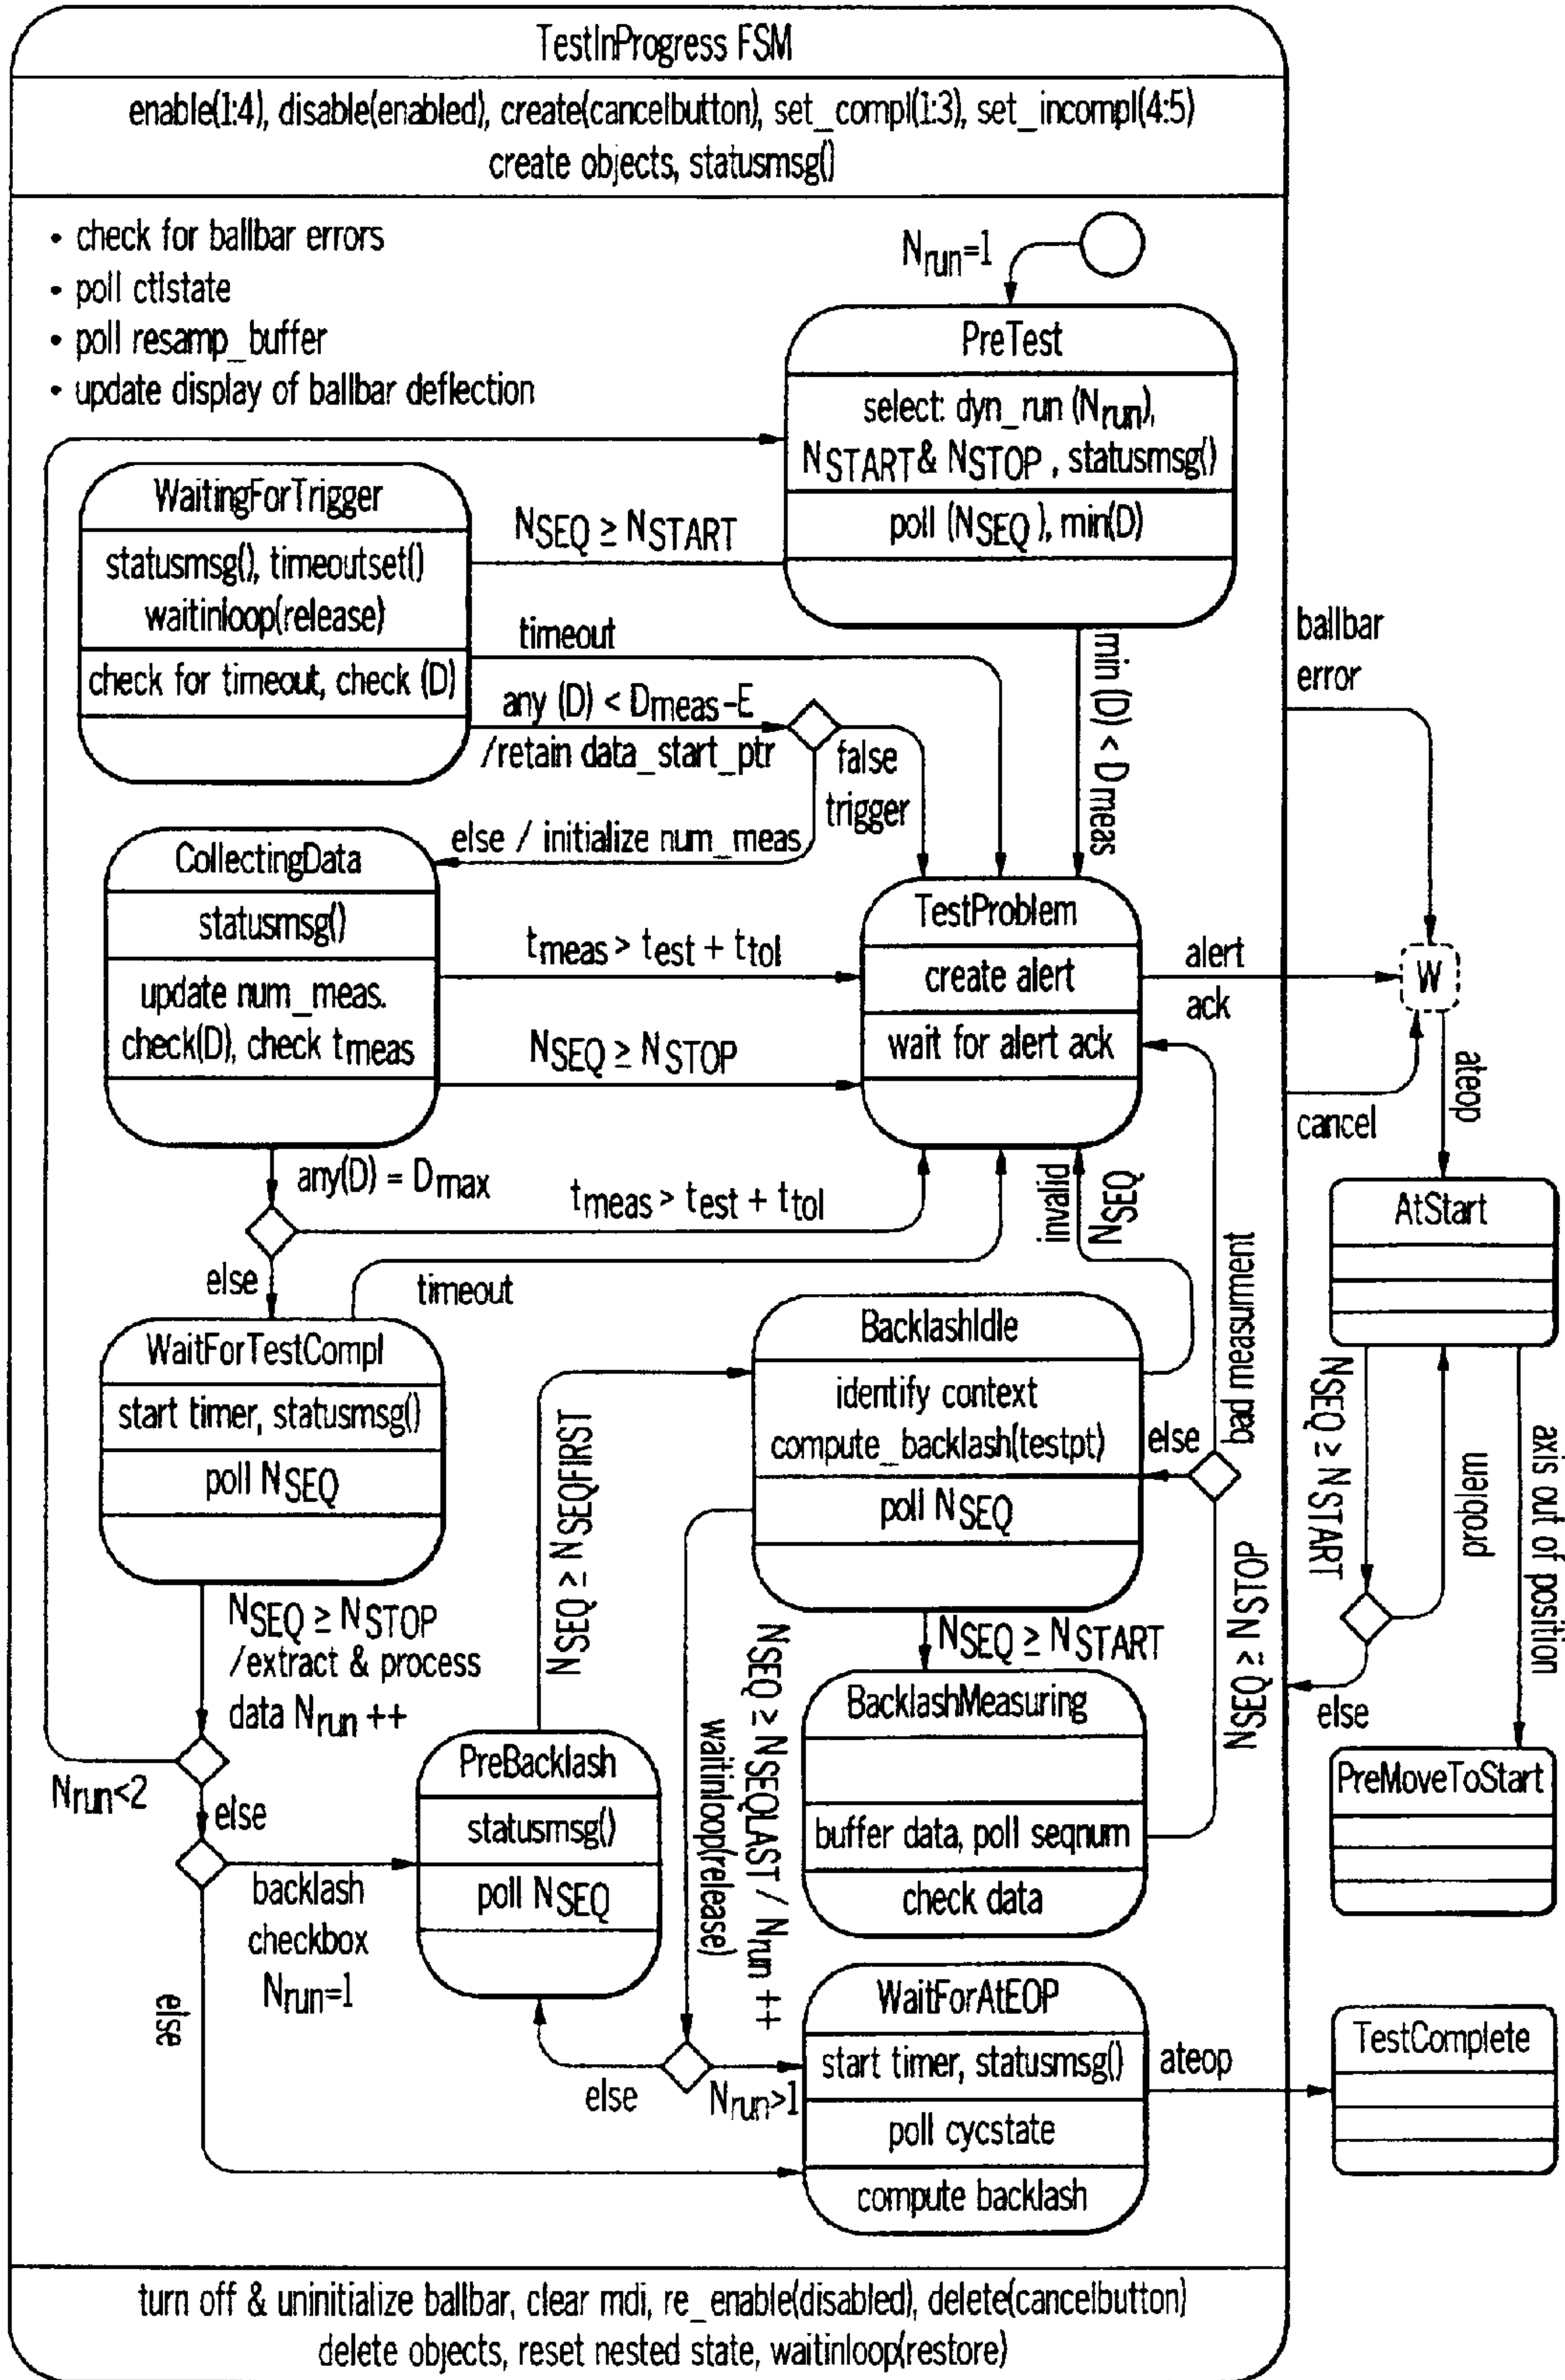 TestInProgress FSM
enable(1:4), disable(enabled), create(cancelbutton), set_compl(1:3), set_incompl(4:5)
create objects, statusmsg()
• check for ballbar errors
• poll ctlstate
• poll resamp_buffer
• update display of ballbar deflection
Nrun=1
PreTest
select: dyn_run (Nrun),
NSTART & NSTOP , statusmsg()
poll (NSEQ ), min(D)
WaitingForTrigger
statusmsg(), timeoutset()
waitinloop(release)
check for timeout, check (D)
NSEQ ≥ NSTART
timeout
any (D) < Dmeas-E
/retain data_start_ptr
false
trigger
min (D) < D meas
ballbar
error
else / initialize num_meas
CollectingData
statusmsg()
update num_meas.
check(D), check tmeas
tmeas > test + ttol
NSEQ ≥ NSTOP
TestProblem
create alert
wait for alert ack
alert
ack
W
cancel
ateop
any(D) = Dmax
tmeas > test + ttol
else
timeout
invalid
NSEQ
bad measurment
AtStart
WaitForTestCompl
start timer, statusmsg()
poll NSEQ
BacklashIdle
identify context
compute_backlash(testpt)
poll NSEQ
else
NSEQ ≥ NSEQFIRST
NSEQ ≥ NSTART
problem
axis out of position
else
NSEQ ≥ NSTOP
/extract & process
data Nrun ++
Nrun<2
else
backlash
checkbox
Nrun=1
else
PreBacklash
statusmsg()
poll NSEQ
NSEQ ≥ NSEQLAST / Nrun ++
waitinloop(release)
NSEQ ≥ NSTART
BacklashMeasuring
buffer data, poll seqnum
check data
NSEQ ≥ NSTOP
PreMoveToStart
else
Nrun>1
WaitForAtEOP
start timer, statusmsg()
poll cycstate
compute backlash
ateop
TestComplete
turn off & uninitialize ballbar, clear mdi, re_enable(disabled), delete(cancelbutton)
delete objects, reset nested state, waitinloop(restore)